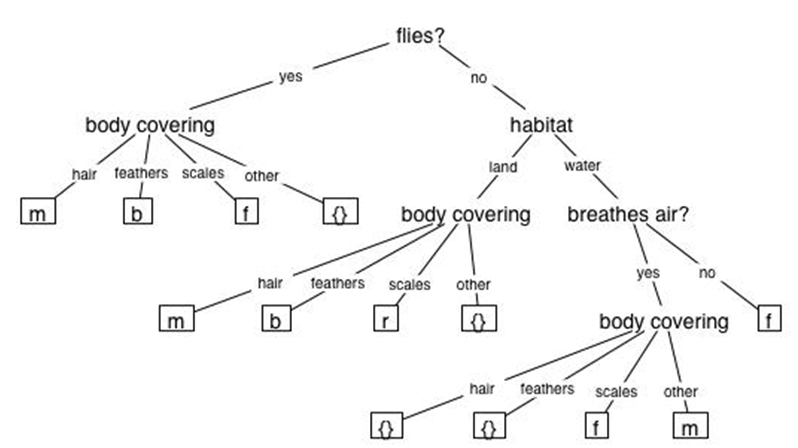 flies?
yes
no
body covering
habitat
hair feathers scales other
land
water
m b f {}
body covering
breathes air?
hair feathers scales other
yes
no
m b r {}
body covering
f
hair feathers scales other
{} {} f m